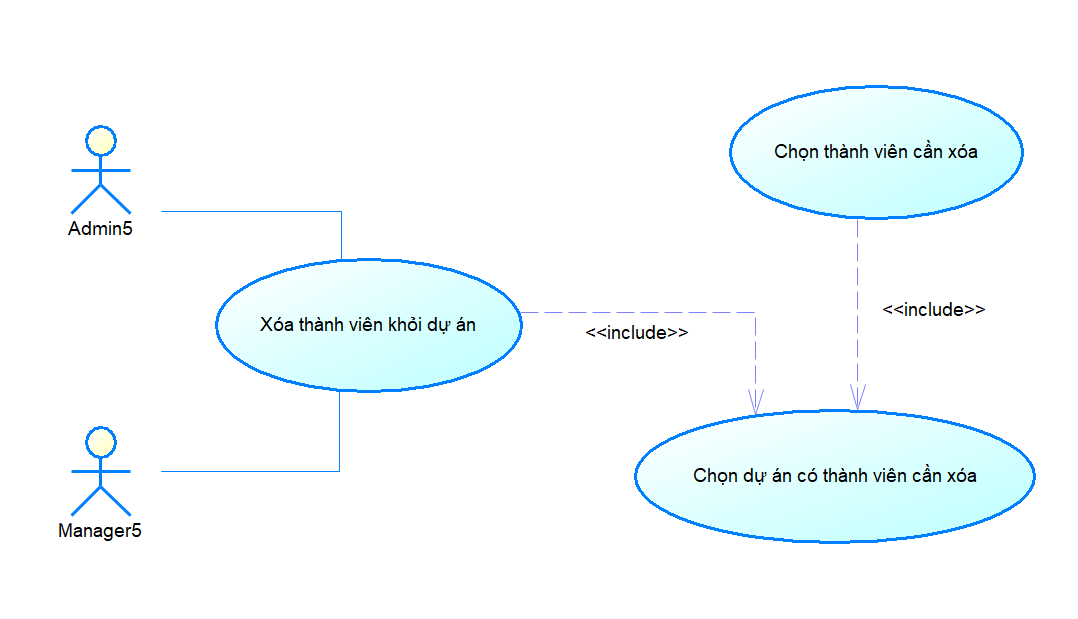 Chọn thành viên cần xóa
Admin5
<<include>>
Xóa thành viên khỏi dự án
<<include>>
Chọn dự án có thành viên cần xóa
Manager5